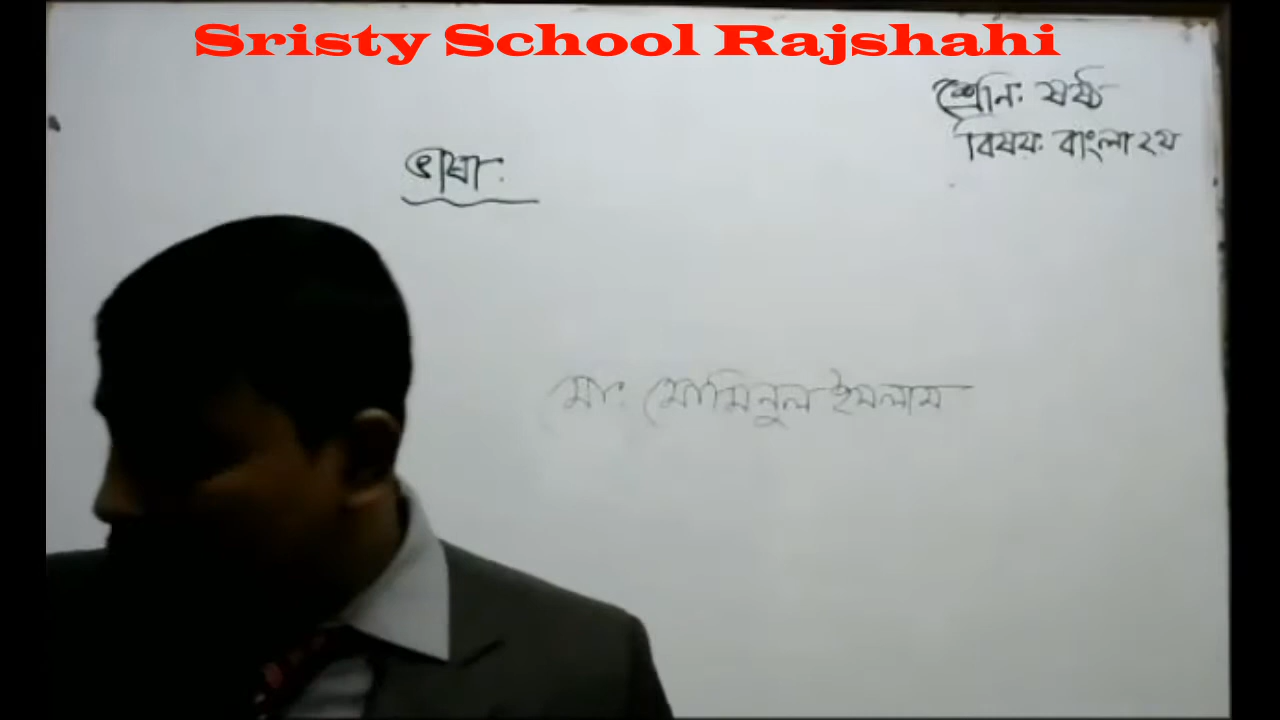 Sristy School Rajshahi
শ্রেনি: ষষ্ঠ
বিষয়: বাংলা ২য়
ভাষা:
মো: মোমিনুল ইসলাম